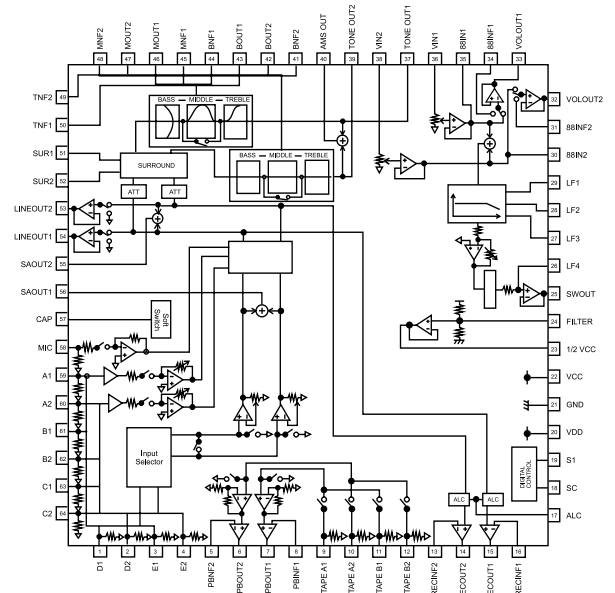 MNF2 MOUT2 MOUT1 MNF1 BNF1 BOUT1 BOUT2 BNF2 AMS OUT TONE OUT2 VIN2 TONE OUT1 VIN1 88IN1 88INF1 VOLOUT1
48 47 46 45 44 43 42 41 40 39 38 37 36 35 34 33
TNF2 49
TNF1 50
SUR1 51
SUR2 52
LINEOUT2 53
LINEOUT1 54
SAOUT2 55
SAOUT1 56
CAP 57
MIC 58
A1 59
A2 60
B1 61
B2 62
C1 63
C2 64
BASS MIDDLE TREBLE
BASS MIDDLE TREBLE
SURROUND
ATT ATT
Soft
Switch
Input
Selector
ALC ALC
DIGITAL
CONTROL
32 VOLOUT2
31 88INF2
30 88IN2
29 LF1
28 LF2
27 LF3
26 LF4
25 SWOUT
24 FILTER
23 1/2 VCC
22 VCC
21 GND
20 VDD
19 S1
18 SC
17 ALC
1 2 3 4 5 6 7 8 9 10 11 12 13 14 15 16
D1 D2 E1 E2 PBNF2 PBOUT2 PBOUT1 PBINF1 TAPE A1 TAPE A2 TAPE B1 TAPE B2 RECINF2 ECOUT2 ECOUT1 RECINF1